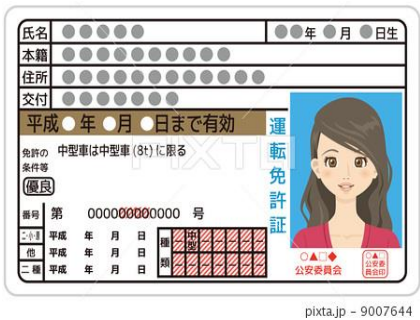 氏名 ●●●●● ●●年 ●月 ●日生
本籍 ●●●●●●●●●●●
住所 ●●●●●●●●●●●●●
交付 ●●●●●●●
平成●年 ●月 ●日まで有効
免許の
条件等
中型車は中型車(8t)に限る
優良
番号 第 000000000000 号
平成 年 月 日
他 平成 年 月 日
二種 平成 年 月 日
種類
中型
運転免許証
○▲□◆
公安委員会
○▲□
公安委
員会印
PIXTA
pixta.jp - 9007644